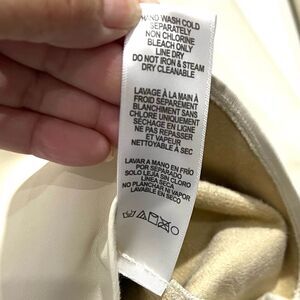 HAND WASH COLD
SEPARATELY
NON CHLORINE
BLEACH ONLY
LINE DRY
DO NOT IRON & STEAM
DRY CLEANABLE
LAVAGE À LA MAIN À
FROID SÉPARÉMENT
BLANCHIMENT SANS
CHLORE UNIQUEMENT
SÉCHAGE EN LIGNE
NE PAS REPASSER
ET VAPEUR
NETTOYABLE À SEC
LAVAR A MANO EN FRÍO
POR SEPARADO
SOLO LEJÍA SIN CLORO
LINEA SECA
NO PLANCHAR NI VAPOR
LAVABLE EN SECO